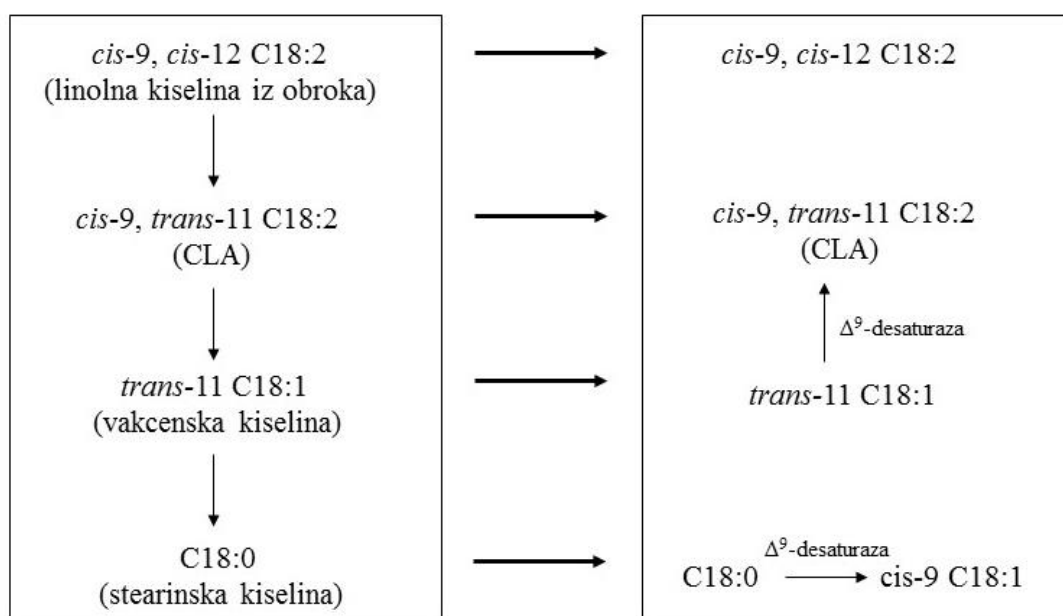 cis-9, cis-12 C18:2
(linolna kiselina iz obroka)
cis-9, trans-11 C18:2
(CLA)
trans-11 C18:1
(vakcenska kiselina)
C18:0
(stearinska kiselina)
cis-9, cis-12 C18:2
cis-9, trans-11 C18:2
(CLA)
Δ⁹-desaturaza
trans-11 C18:1
Δ⁹-desaturaza
C18:0 cis-9 C18:1